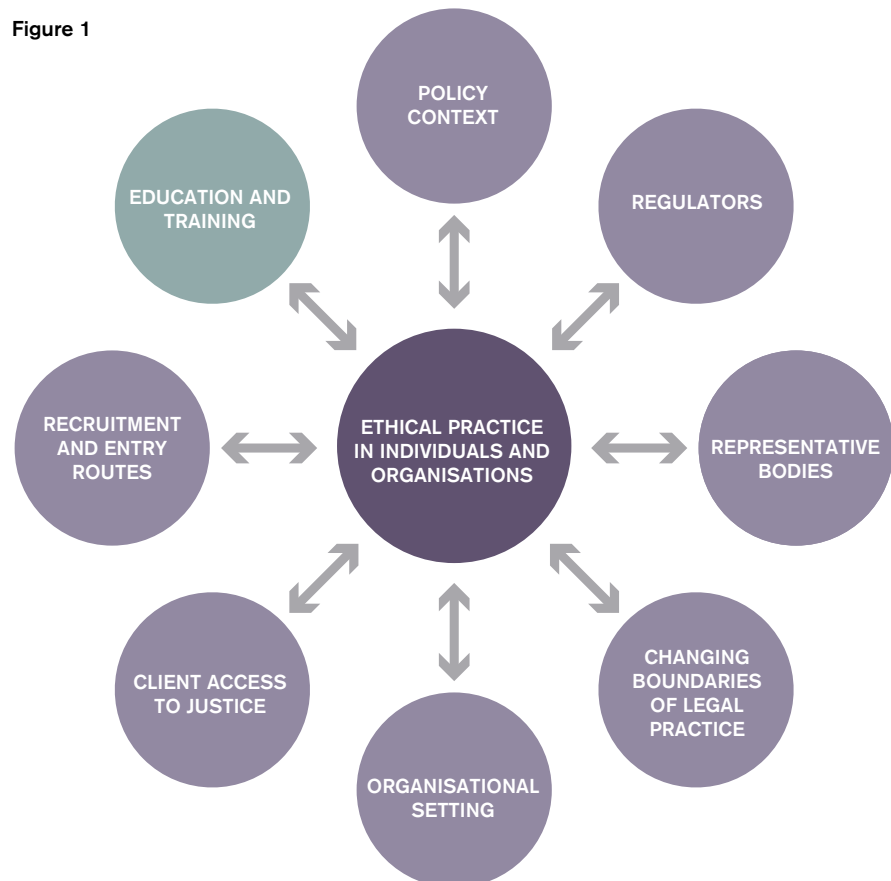 Figure 1
POLICY
CONTEXT
EDUCATION AND
TRAINING
REGULATORS
RECRUITMENT
AND ENTRY
ROUTES
ETHICAL PRACTICE
IN INDIVIDUALS AND
ORGANISATIONS
REPRESENTATIVE
BODIES
CLIENT ACCESS
TO JUSTICE
CHANGING
BOUNDARIES
OF LEGAL
PRACTICE
ORGANISATIONAL
SETTING